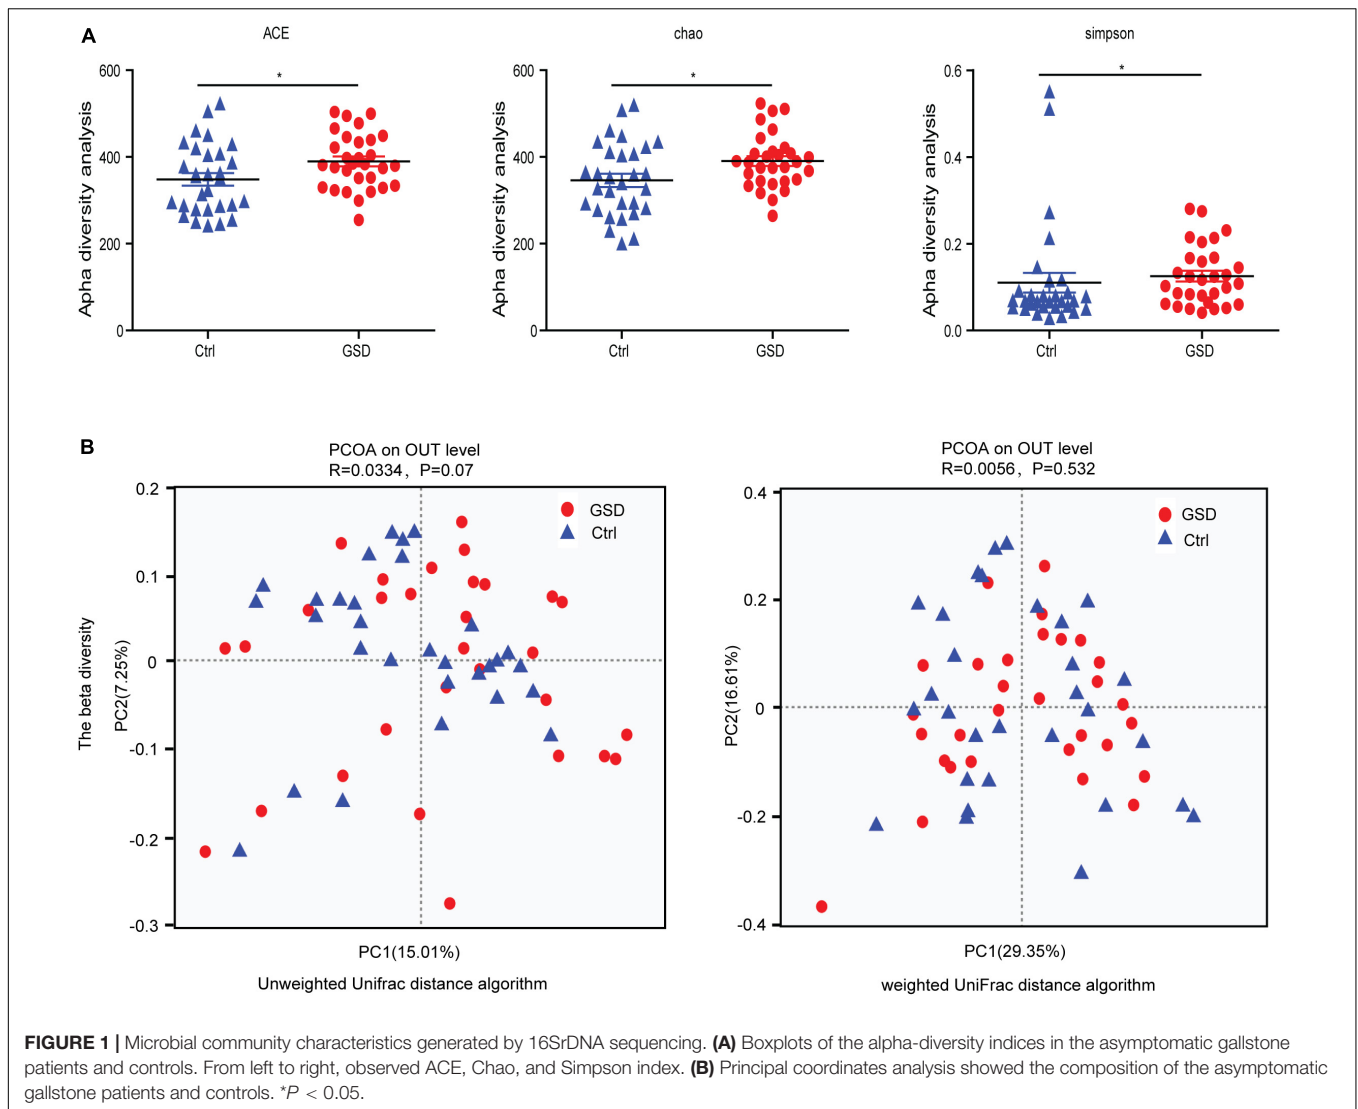 A
ACE
chao
simpson
Apha diversity analysis
600
400
200
0
*
Ctrl
GSD
Apha diversity analysis
600
400
200
0
*
Ctrl
GSD
Apha diversity analysis
0.6
0.4
0.2
0.0
*
Ctrl
GSD
B
PCOA on OUT level
R=0.0334, P=0.07
The beta diversity
PC2(7.25%)
0.2
0.1
0
-0.1
-0.2
-0.3
GSD
Ctrl
PC1(15.01%)
Unweighted Unifrac distance algorithm
PCOA on OUT level
R=0.0056, P=0.532
PC2(16.61%)
0.4
0.2
0
-0.2
-0.4
GSD
Ctrl
PC1(29.35%)
weighted UniFrac distance algorithm
FIGURE 1 | Microbial community characteristics generated by 16SrDNA sequencing. (A) Boxplots of the alpha-diversity indices in the asymptomatic gallstone
patients and controls. From left to right, observed ACE, Chao, and Simpson index. (B) Principal coordinates analysis showed the composition of the asymptomatic
gallstone patients and controls. *P < 0.05.